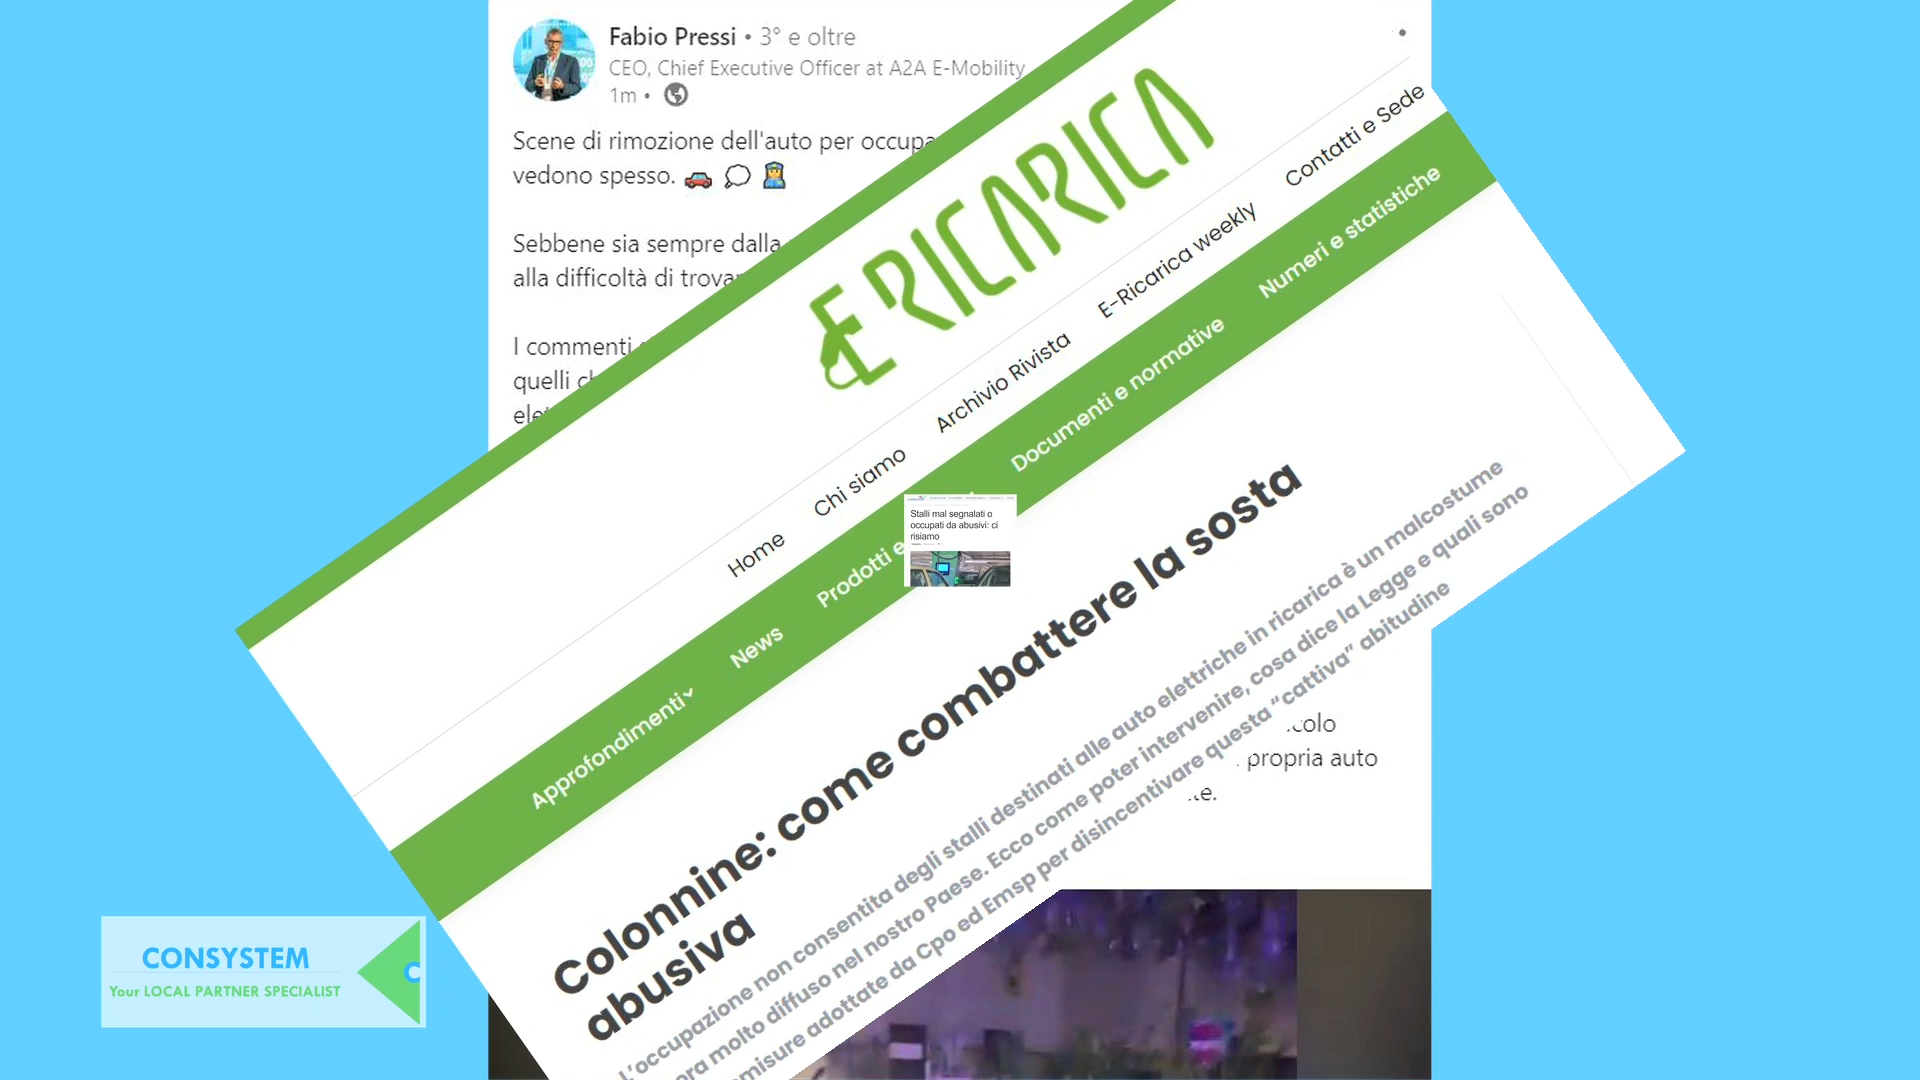 Fabio Pressi • 3° e oltre
CEO, Chief Executive Officer at A2A E-Mobility
1m •
Scene di rimozione dell'auto per
vedono spesso.
Sebbene sia sempre dalla
alla difficoltà di
I commenti
quelli
E RICARICA
Home Chi siamo Archivio Rivista E-Ricarica weekly Contatti e Sede
Approfondimenti News Prodotti e Documenti e normative Numeri e statistiche
Stalli mal segnalati o
occupati da abusivi: ci
risiamo
Colonnine: come combattere la sosta
abusiva
L'occupazione non consentita degli stalli destinati alle auto elettriche in ricarica è un malcostume
molto diffuso nel nostro Paese. Ecco come poter intervenire, cosa dice la Legge e quali sono
misure adottate da Cpo ed Emsp per disincentivare questa “cattiva” abitudine
propria auto
CONSYSTEM
Your LOCAL PARTNER SPECIALIST
C